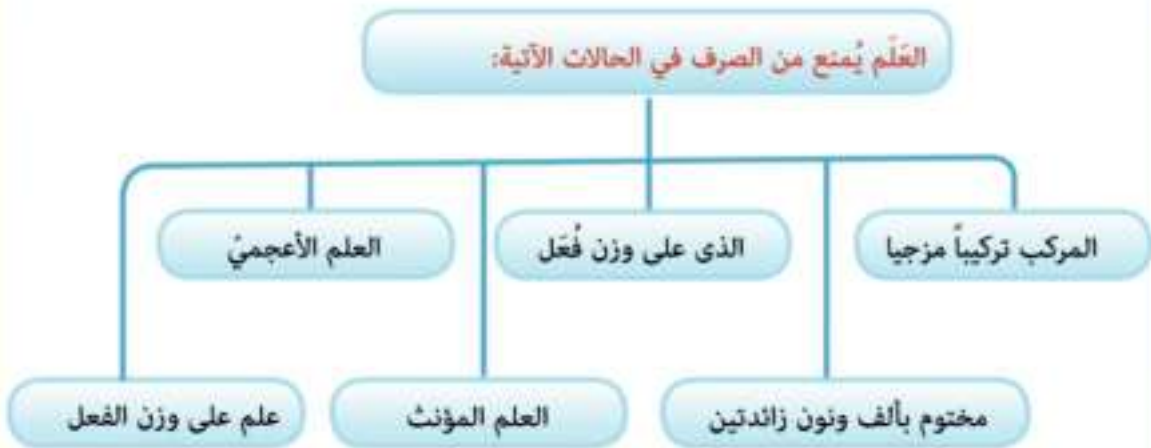 العَلَم يُمنع من الصرف في الحالات الآتية:
المركب تركيباً مزجيا
الذى على وزن فُعَل
العلم الأعجميْ
مختوم بألف ونون زائدتين
العلم المؤنث
علم على وزن الفعل